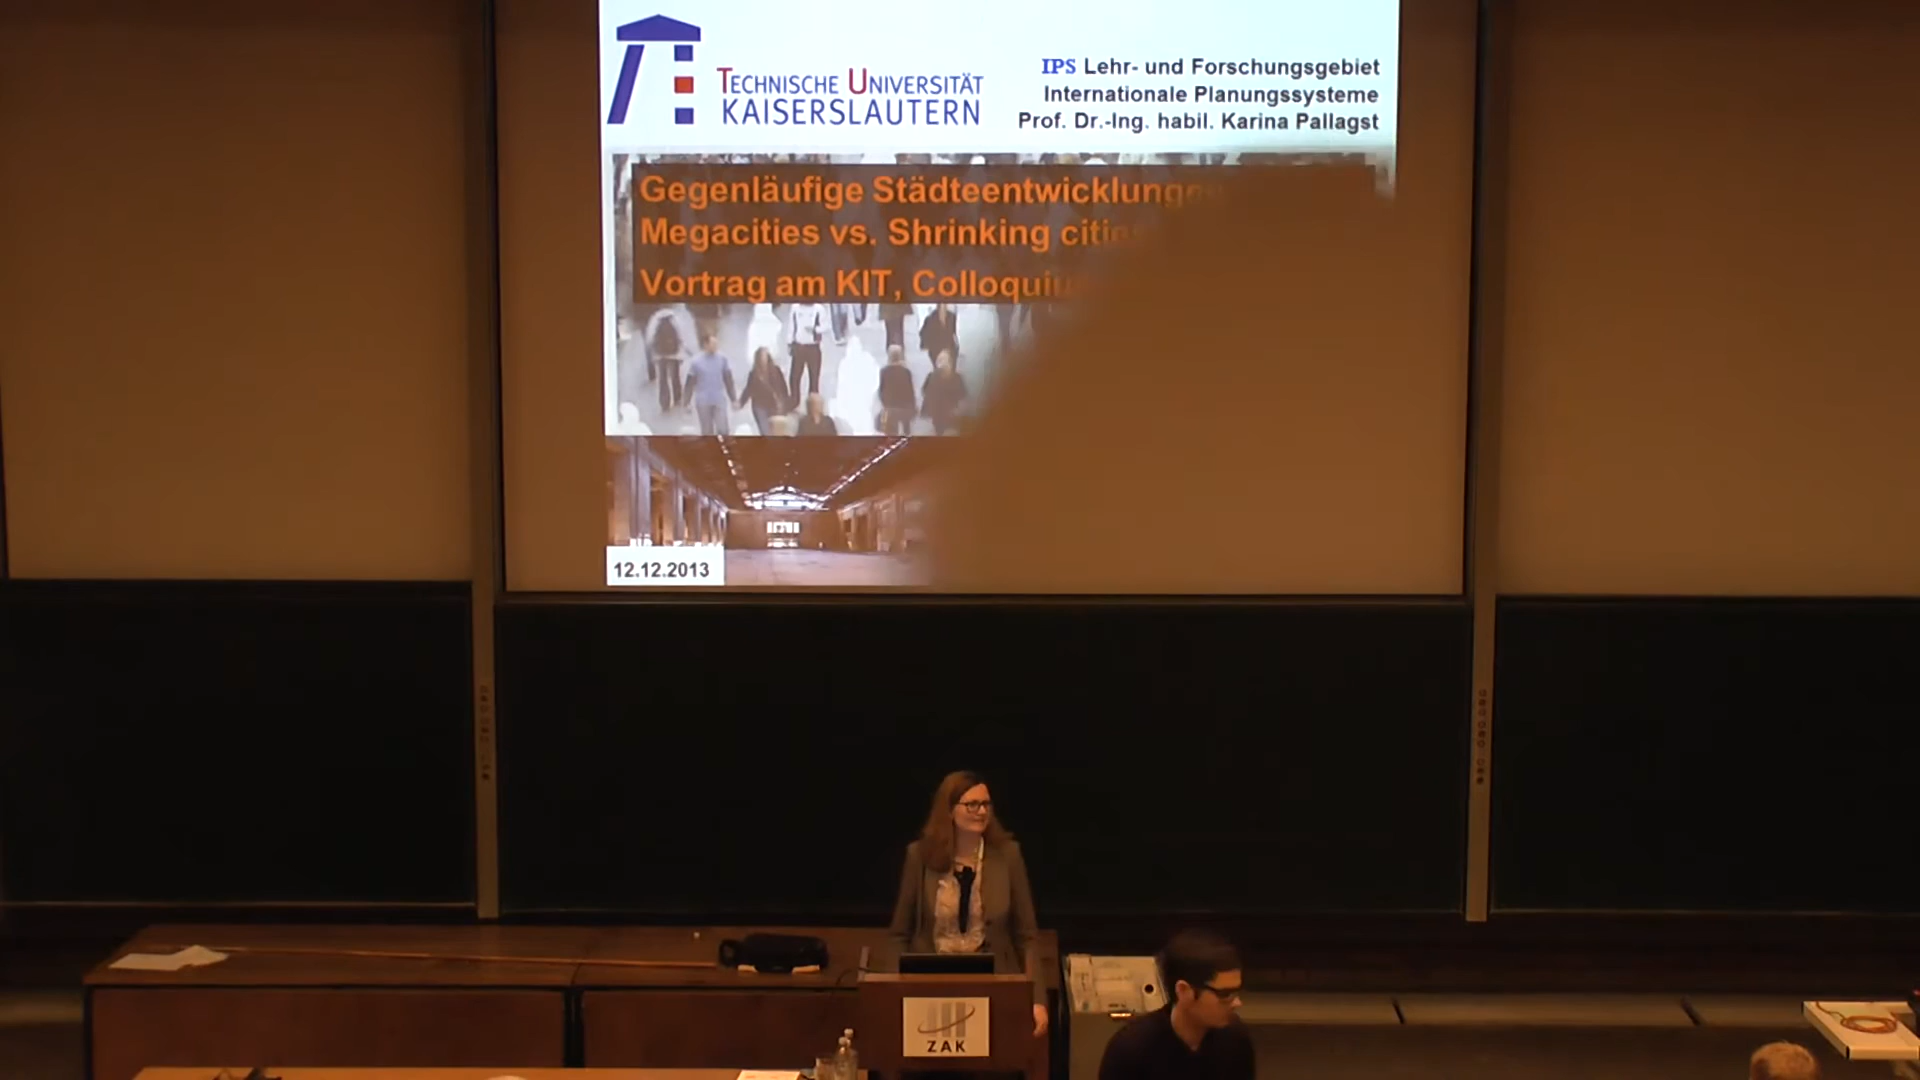 TECHNISCHE UNIVERSITÄT
KAISERSLAUTERN
IPS Lehr- und Forschungsgebiet
Internationale Planungssysteme
Prof. Dr.-Ing. habil. Karina Pallagst
Gegenläufige
Megacities vs. Shrinking
Vortrag am KIT,
12.12.2013
ZAK